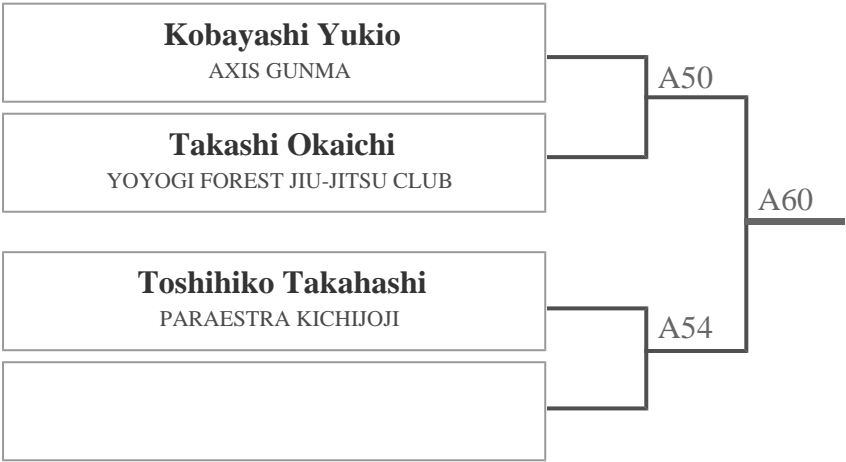 Kobayashi Yukio
AXIS GUNMA
A50
Takashi Okaichi
YOYOGI FOREST JIU-JITSU CLUB
A60
Toshihiko Takahashi
PARAESTRA KICHIJOJI
A54